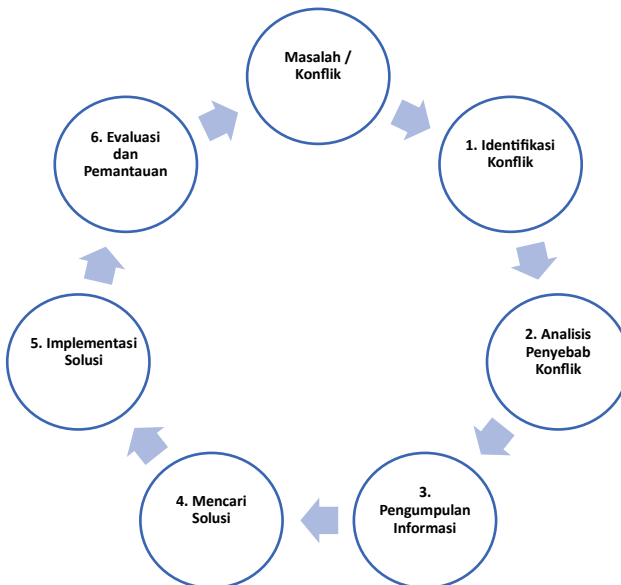 Masalah /
Konflik
1. Identifikasi
Konflik
2. Analisis
Penyebab
Konflik
3.
Pengumpulan
Informasi
4. Mencari
Solusi
5. Implementasi
Solusi
6. Evaluasi
dan
Pemantauan